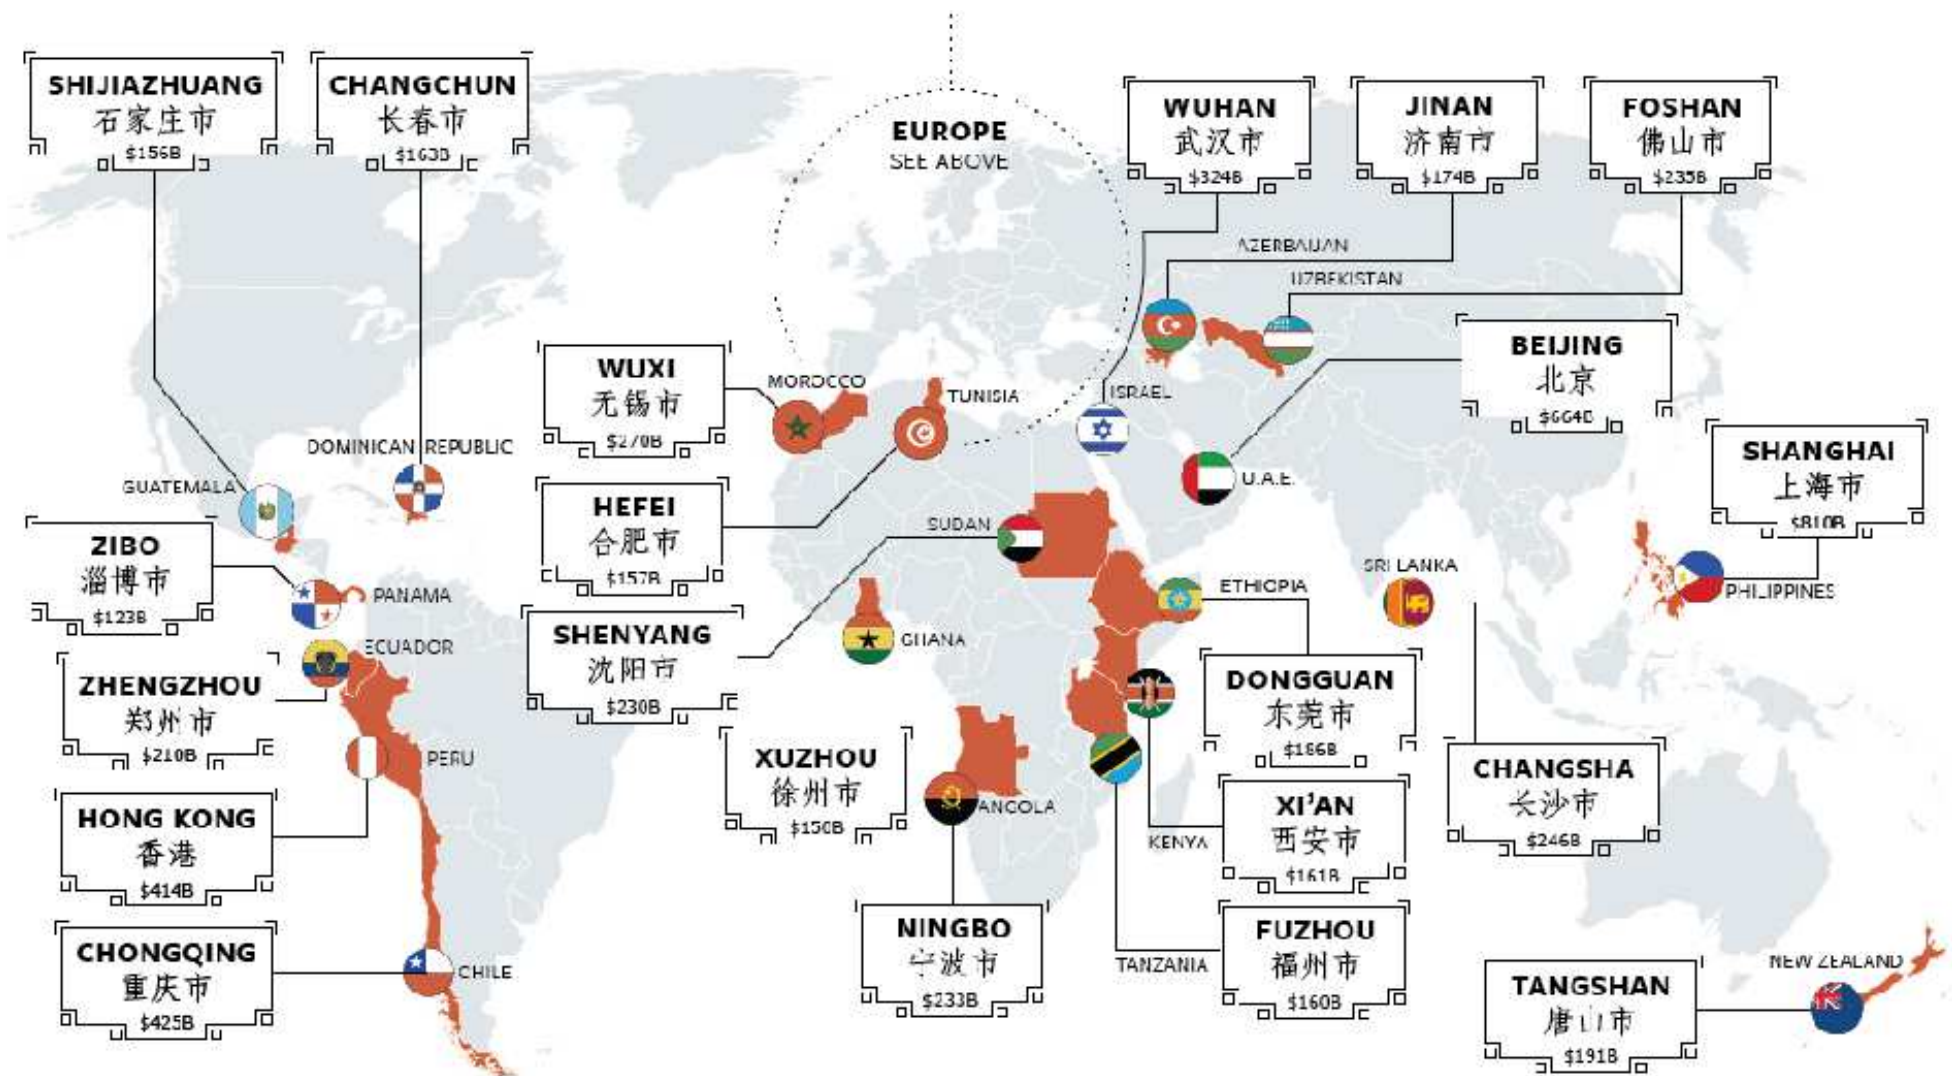 SHIJIAZHUANG
石家庄市
$156B
CHANGCHUN
长春市
$163B
EUROPE
SEE ABOVE
WUHAN
武汉市
$324B
JINAN
济南市
$174B
FOSHAN
佛山市
$235B
AZERBAIJAN
UZBEKISTAN
BEIJING
北京
$664B
WUXI
无锡市
$270B
MOROCCO
TUNISIA
ISRAEL
DOMINICAN REPUBLIC
GUATEMALA
U.A.E.
SHANGHAI
上海市
$810B
HEFEI
合肥市
$157B
SUDAN
ZIBO
淄博市
$123B
PANAMA
ETHIOPIA
SRI LANKA
PHILIPPINES
ECUADOR
SHENYANG
沈阳市
$230B
GHANA
ZHENGZHOU
郑州市
$210B
DONGGUAN
东莞市
$186B
PERU
XUZHOU
徐州市
$150B
ANGOLA
CHANGSHA
长沙市
$246B
HONG KONG
香港
$414B
XI'AN
西安市
$161B
KENYA
CHONGQING
重庆市
$425B
CHILE
NINGBO
宁波市
$233B
TANZANIA
FUZHOU
福州市
$160B
NEW ZEALAND
TANGSHAN
唐山市
$191B